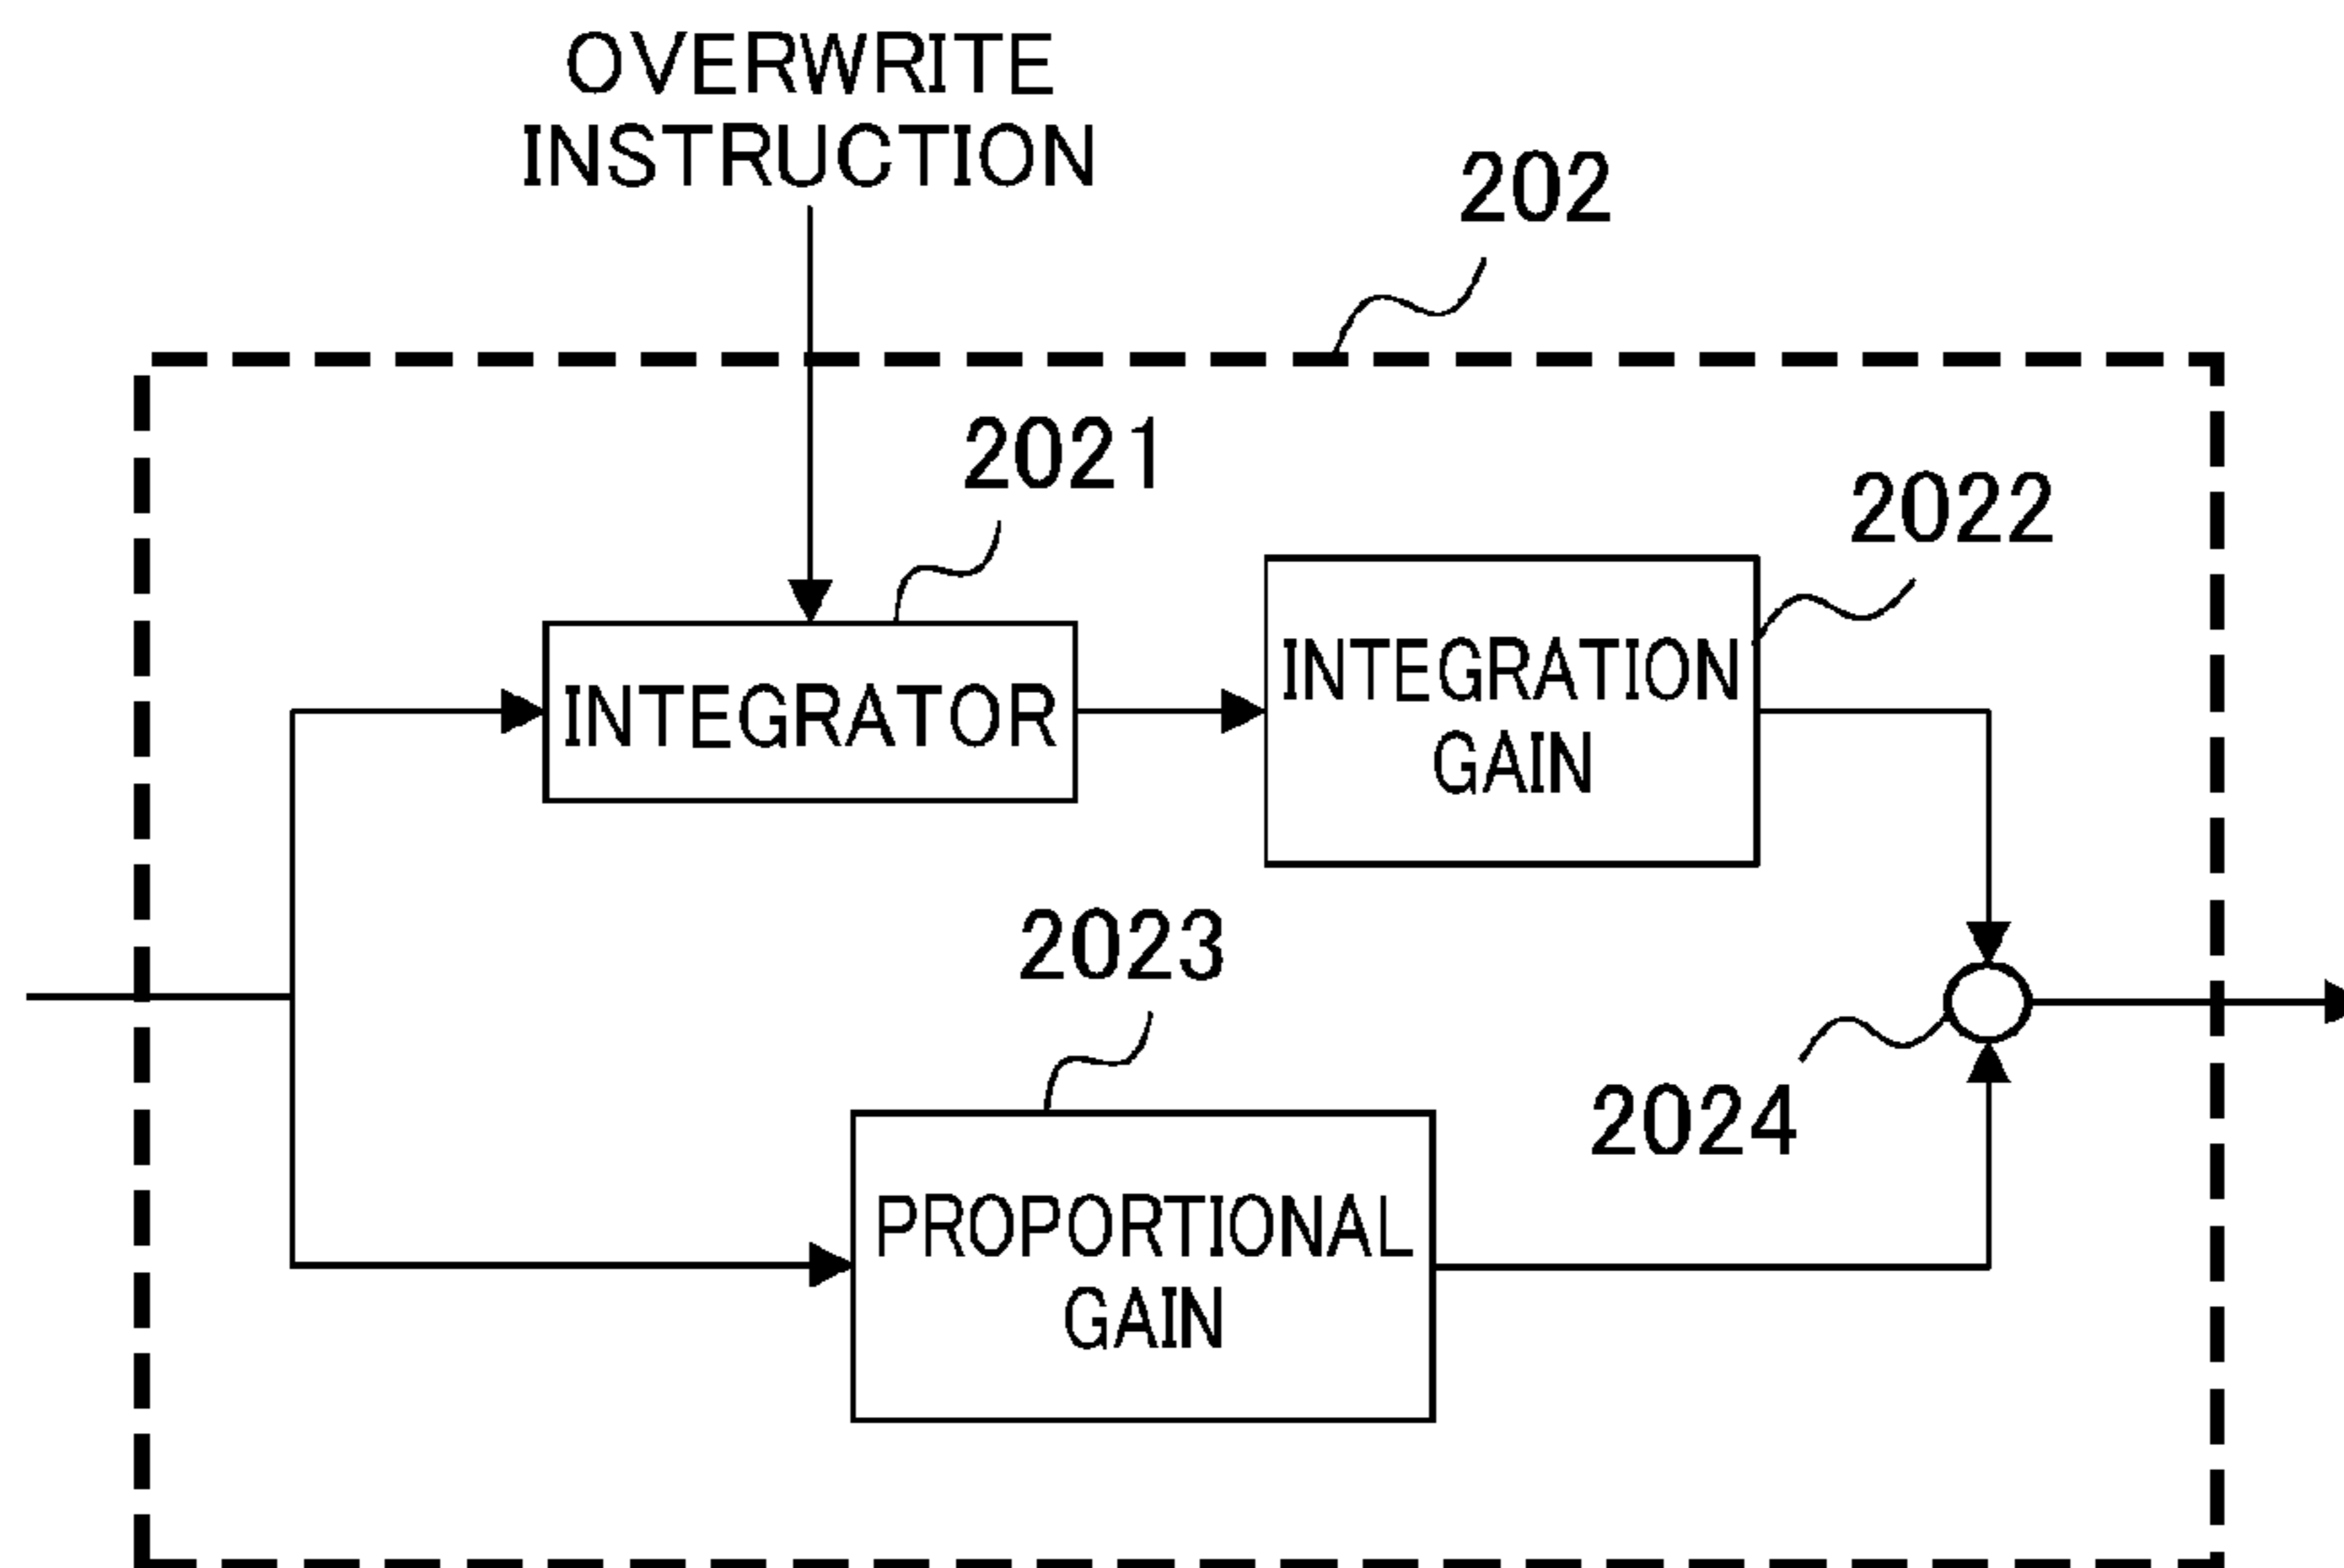 OVERWRITE
INSTRUCTION
202
2021
2022
INTEGRATOR
INTEGRATION
GAIN
2023
2024
PROPORTIONAL
GAIN